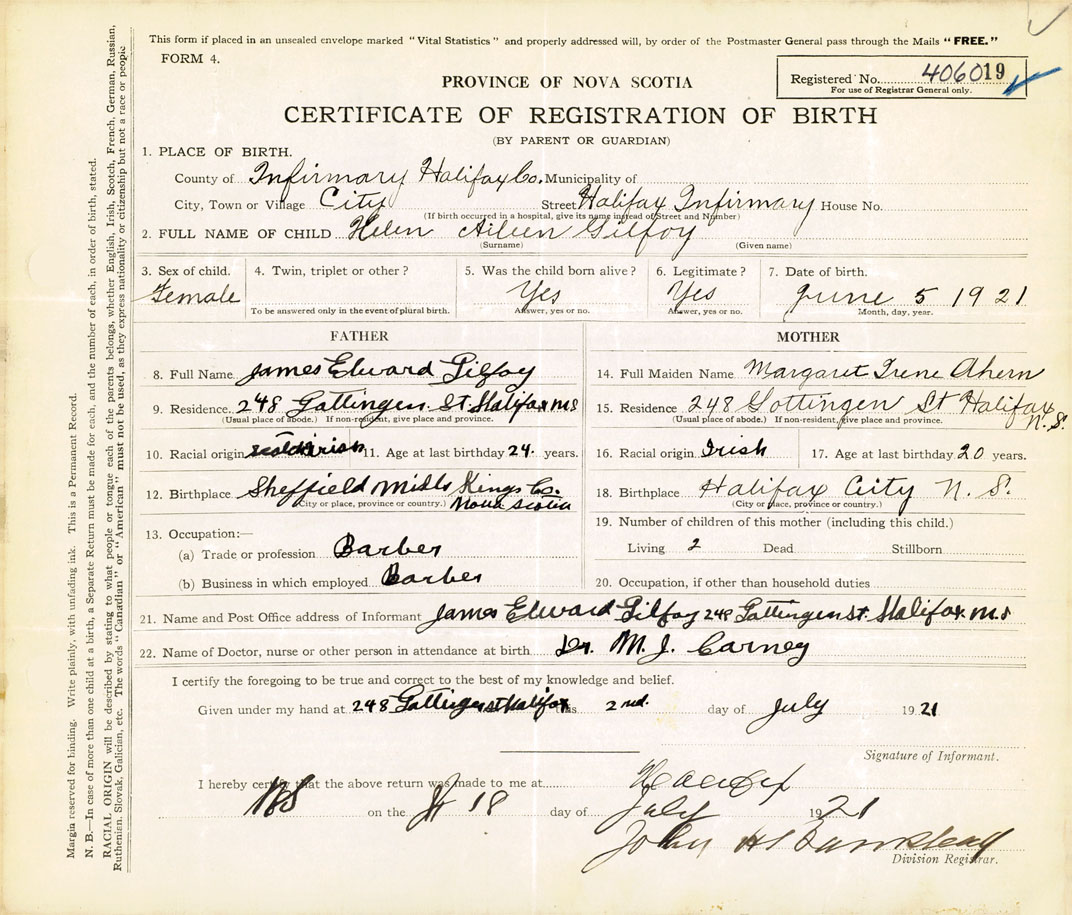 This form if placed in an unsealed envelope marked "Vital Statistics" and properly addressed will, by order of the Postmaster General pass through the Mails "FREE."
FORM 4.
Registered No. 406019
For use of Registrar General only.
PROVINCE OF NOVA SCOTIA
CERTIFICATE OF REGISTRATION OF BIRTH
(BY PARENT OR GUARDIAN)
1. PLACE OF BIRTH.
County of Infirmary Halifax Co. Municipality of
City, Town or Village City Street Halifax Infirmary House No.
(If birth occurred in a hospital, give its name instead of Street and Number)
2. FULL NAME OF CHILD Helen Aileen Gilfoy
(Surname) (Given name)
3. Sex of child. 4. Twin, triplet or other? 5. Was the child born alive? 6. Legitimate? 7. Date of birth.
Female Yes Yes June 5 1921
To be answered only in the event of plural birth. Answer, yes or no. Answer, yes or no. Month, day, year.
FATHER
8. Full Name James Edward Gilfoy
9. Residence 248 Gottingen St. Halifax N S
(Usual place of abode.) If non-resident, give place and province.
10. Racial origin 11. Age at last birthday 24 years.
12. Birthplace Sheffield Mills Kings Co.
(City or place, province or country.) Nova Scotia
13. Occupation:—
(a) Trade or profession Barber
(b) Business in which employed Barber
MOTHER
14. Full Maiden Name Margaret Irene Ahern
15. Residence 248 Gottingen St Halifax
N. S.
(Usual place of abode.) If non-resident, give place and province.
16. Racial origin Irish 17. Age at last birthday 20 years.
18. Birthplace Halifax City N. S.
(City or place, province or country.)
19. Number of children of this mother (including this child.)
Living 2 Dead Stillborn
20. Occupation, if other than household duties
21. Name and Post Office address of Informant James Edward Gilfoy 248 Gottingen St. Halifax. N. S
22. Name of Doctor, nurse or other person in attendance at birth Dr. M. J. Carney
I certify the foregoing to be true and correct to the best of my knowledge and belief.
Given under my hand at 248 Gottingen st Halifax this 2nd. day of July 1921
Signature of Informant.
I hereby certify that the above return was made to me at Halifax
NS on the 18 day of July 1921
John H Barnstead
Division Registrar.
Margin reserved for binding. Write plainly, with unfading ink. This is a Permanent Record.
N. B.—In case of more than one child at a birth, a Separate Return must be made for each, and the number of each, in order of birth, stated.
RACIAL ORIGIN will be described by stating to what people or tongue each of the parents belongs, whether English, Irish, Scotch, French, German, Russian,
Ruthenian, Slovak, Galician, etc. The words "Canadian" or "American" must not be used, as they express nationality or citizenship but not a race or people